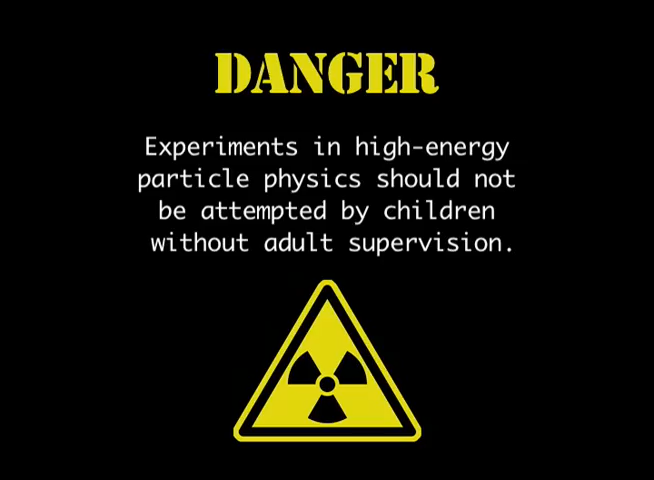 DANGER
Experiments in high-energy
particle physics should not
be attempted by children
without adult supervision.